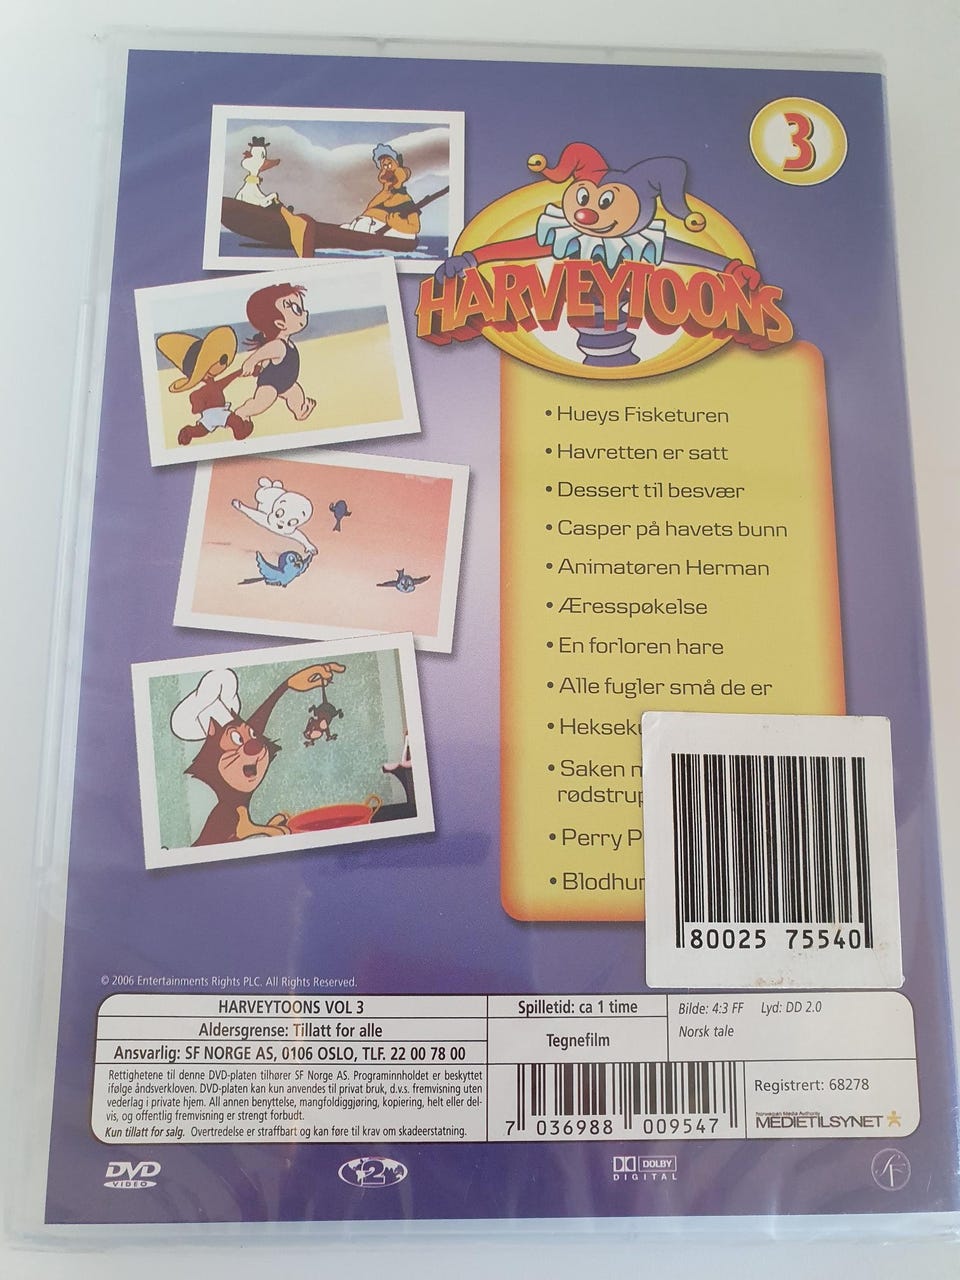 3
HARVEYTOONS
• Hueys Fisketuren
• Havretten er satt
• Dessert til besvær
• Casper på havets bunn
• Animatøren Herman
• Æresspøkelse
• En forloren hare
• Alle fugler små de er
•
• Saken
•
• Perry
•
80025 75540
© 2006 Entertainments Rights PLC. All Rights Reserved.
HARVEYTOONS VOL 3
Aldersgrense: Tillatt for alle
Ansvarlig: SF NORGE AS, 0106 OSLO, TLF. 22 00 78 00
Rettighetene til denne DVD-platen tilhører SF Norge AS. Programinnholdet er beskyttet
ifølge åndsverkloven. DVD-platen kan kun anvendes til privat bruk, d.v.s. fremvisning uten
vederlag i private hjem. All annen benyttelse, mangfoldiggjøring, kopiering, helt eller del-
vis, og offentlig fremvisning er strengt forbudt.
Kun tillatt for salg. Overtredelse er straffbart og kan føre til krav om skadeerstatning.
Spilletid: ca 1 time
Tegnefilm
Bilde: 4:3 FF Lyd: DD 2.0
Norsk tale
7 036988 009547
Registrert: 68278
Norwegian Media Authority
MEDIETILSYNET
DVD
VIDEO
2
DOLBY
DIGITAL
SF